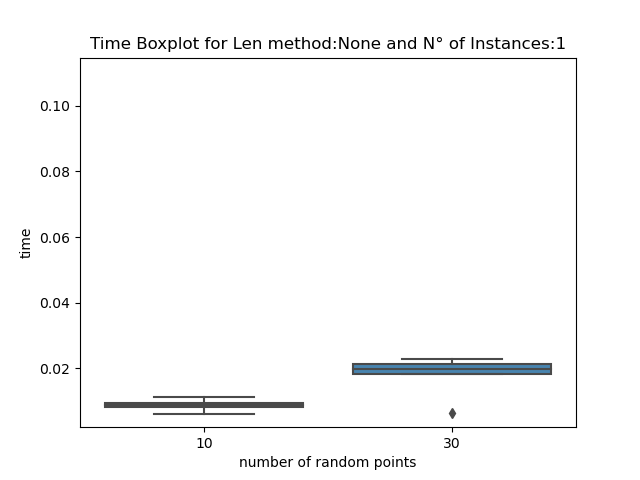 Time Boxplot for Len method:None and N° of Instances:1
0.10
0.08
0.06
0.04
0.02
time
10 30
number of random points